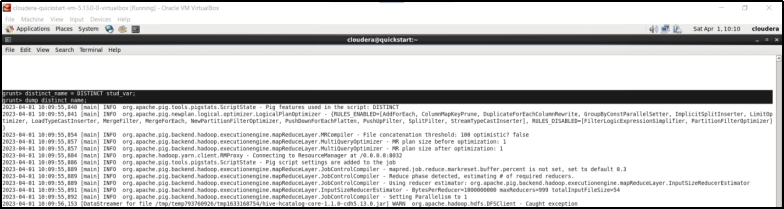 cloudera-quickstart-vm-5.13.0-0-virtualbox [Running] - Oracle VM VirtualBox
File Machine View Input Devices Help
Applications Places System Sat Apr 1, 10:10 cloudera
cloudera@quickstart:~
File Edit View Search Terminal Help
grunt> distinct_name = DISTINCT stud_var;
grunt> dump distinct_name;
2023-04-01 10:09:55,840 [main] INFO org.apache.pig.tools.pigstats.ScriptState - Pig features used in the script: DISTINCT
2023-04-01 10:09:55,841 [main] INFO org.apache.pig.newplan.logical.optimizer.LogicalPlanOptimizer - {RULES_ENABLED=[AddForEach, ColumnMapKeyPrune, DuplicateForEachColumnRewrite, GroupByConstParallelSetter, ImplicitSplitInserter, LimitOp
timizer, LoadTypeCastInserter, MergeFilter, MergeForEach, NewPartitionFilterOptimizer, PushDownForEachFlatten, PushUpFilter, SplitFilter, StreamTypeCastInserter], RULES_DISABLED=[FilterLogicExpressionSimplifier, PartitionFilterOptimizer]
}
2023-04-01 10:09:55,854 [main] INFO org.apache.pig.backend.hadoop.executionengine.mapReduceLayer.MRCompiler - File concatenation threshold: 100 optimistic? false
2023-04-01 10:09:55,857 [main] INFO org.apache.pig.backend.hadoop.executionengine.mapReduceLayer.MultiQueryOptimizer - MR plan size before optimization: 1
2023-04-01 10:09:55,857 [main] INFO org.apache.pig.backend.hadoop.executionengine.mapReduceLayer.MultiQueryOptimizer - MR plan size after optimization: 1
2023-04-01 10:09:55,884 [main] INFO org.apache.hadoop.yarn.client.RMProxy - Connecting to ResourceManager at /0.0.0.0:8032
2023-04-01 10:09:55,886 [main] INFO org.apache.pig.tools.pigstats.ScriptState - Pig script settings are added to the job
2023-04-01 10:09:55,889 [main] INFO org.apache.pig.backend.hadoop.executionengine.mapReduceLayer.JobControlCompiler - mapred.job.reduce.markreset.buffer.percent is not set, set to default 0.3
2023-04-01 10:09:55,889 [main] INFO org.apache.pig.backend.hadoop.executionengine.mapReduceLayer.JobControlCompiler - Reduce phase detected, estimating # of required reducers.
2023-04-01 10:09:55,889 [main] INFO org.apache.pig.backend.hadoop.executionengine.mapReduceLayer.JobControlCompiler - Using reducer estimator: org.apache.pig.backend.hadoop.executionengine.mapReduceLayer.InputSizeReducerEstimator
2023-04-01 10:09:55,891 [main] INFO org.apache.pig.backend.hadoop.executionengine.mapReduceLayer.InputSizeReducerEstimator - BytesPerReducer=1000000000 maxReducers=999 totalInputFileSize=54
2023-04-01 10:09:55,892 [main] INFO org.apache.pig.backend.hadoop.executionengine.mapReduceLayer.JobControlCompiler - Setting Parallelism to 1
2023-04-01 10:09:56,153 [DataStreamer for file /tmp/temp793760926/tmp1633168754/hive-hcatalog-core-1.1.0-cdh5.13.0.jar] WARN org.apache.hadoop.hdfs.DFSClient - Caught exception